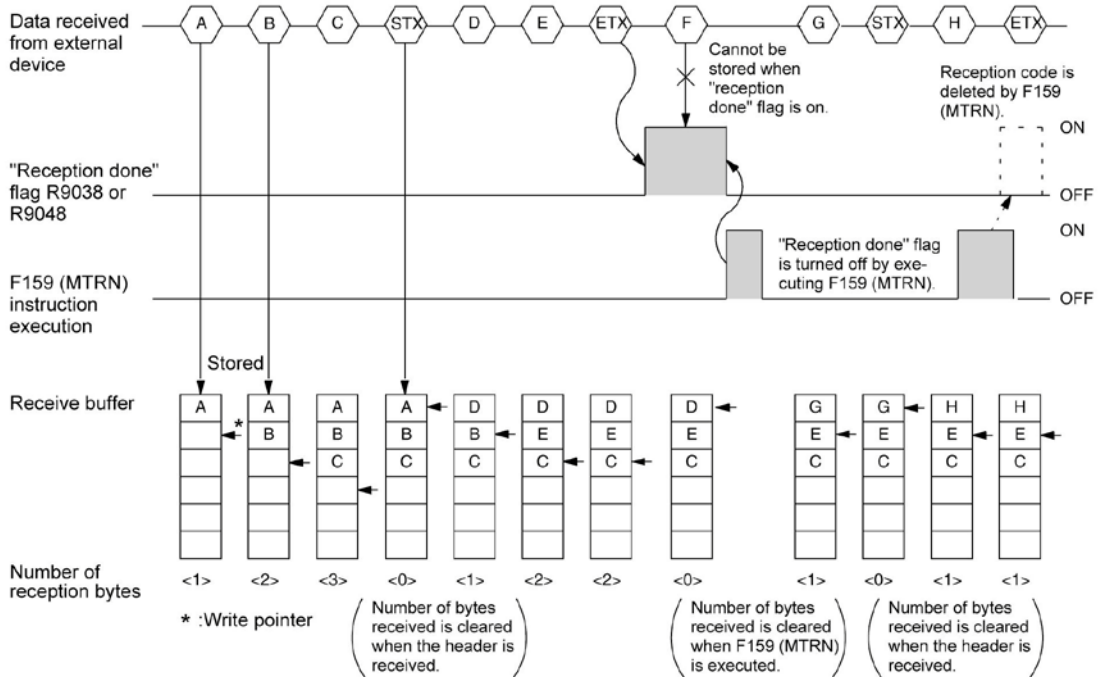 Data received
from external
device
A B C STX D E ETX F G STX H ETX
Cannot be
stored when
"reception
done" flag is on.
Reception code is
deleted by F159
(MTRN).
ON
"Reception done"
flag R9038 or
R9048
OFF
ON
"Reception done" flag
is turned off by exe-
cuting F159 (MTRN).
F159 (MTRN)
instruction
execution
OFF
Stored
Receive buffer
A A A A D D D D G G H H
* B B B B E E E E E E E
C C C C C C C C C C
Number of
reception bytes
<1> <2> <3> <0> <1> <2> <2> <0> <1> <0> <1> <1>
* :Write pointer
Number of bytes
received is cleared
when the header is
received.
Number of bytes
received is cleared
when F159 (MTRN)
is executed.
Number of bytes
received is cleared
when the header is
received.